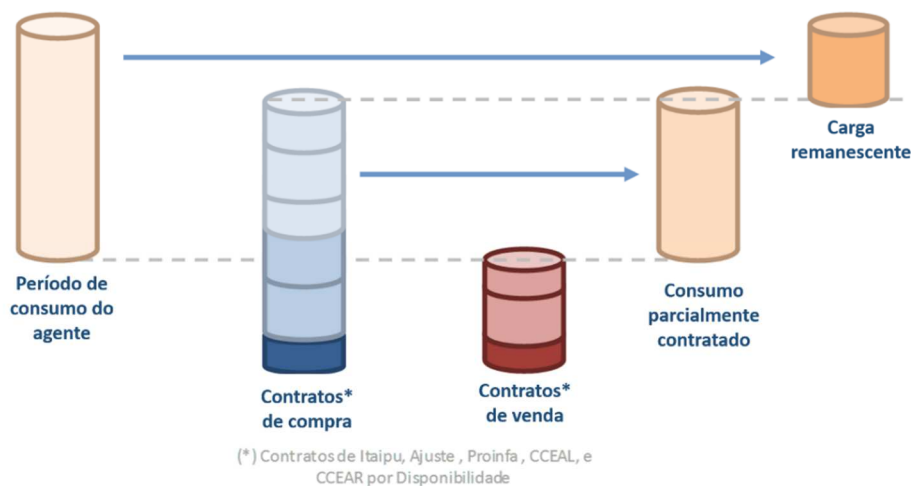 Carga
remanescente
Período de
consumo do
agente
Consumo
parcialmente
contratado
Contratos*
de compra
Contratos*
de venda
(*) Contratos de Itaipu, Ajuste , Proinfa , CCEAL, e
CCEAR por Disponibilidade